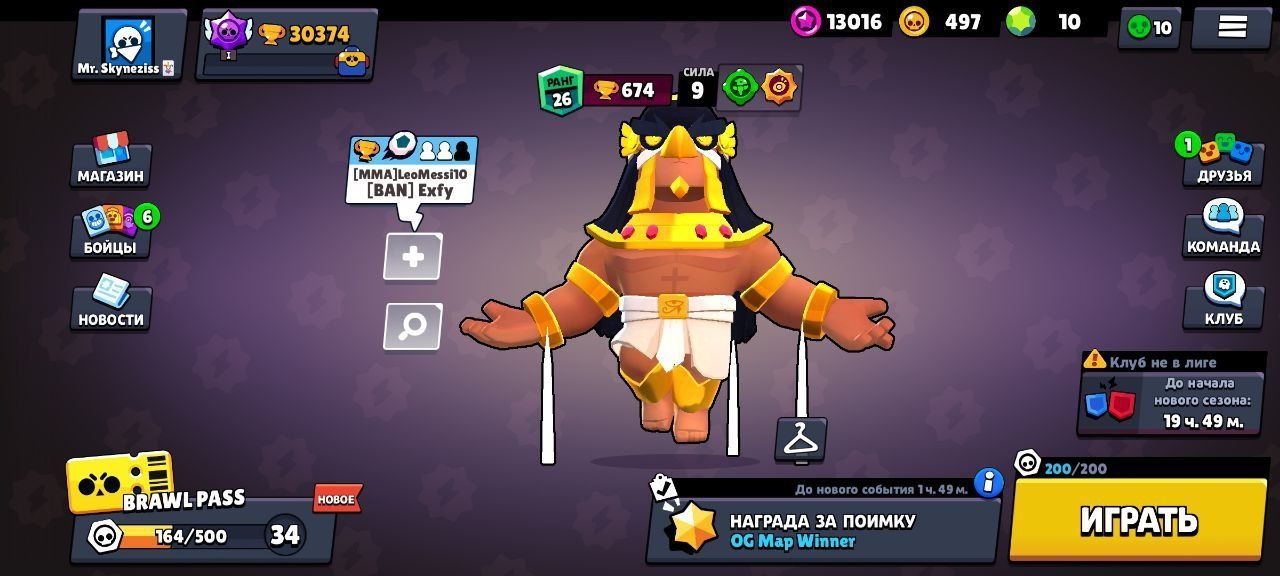 Mr. Skyneziss
I
30374
13016
497
10
10
РАНГ
26
674
СИЛА
9
[MMA]LeoMessi10
[BAN] Exfy
МАГАЗИН
6
БОЙЦЫ
НОВОСТИ
1
ДРУЗЬЯ
КОМАНДА
КЛУБ
Клуб не в лиге
До начала
нового сезона:
19 ч. 49 м.
BRAWL PASS
НОВОЕ
164/500
34
До нового события 1 ч. 49 м.
НАГРАДА ЗА ПОИМКУ
OG Map Winner
200/200
ИГРАТЬ